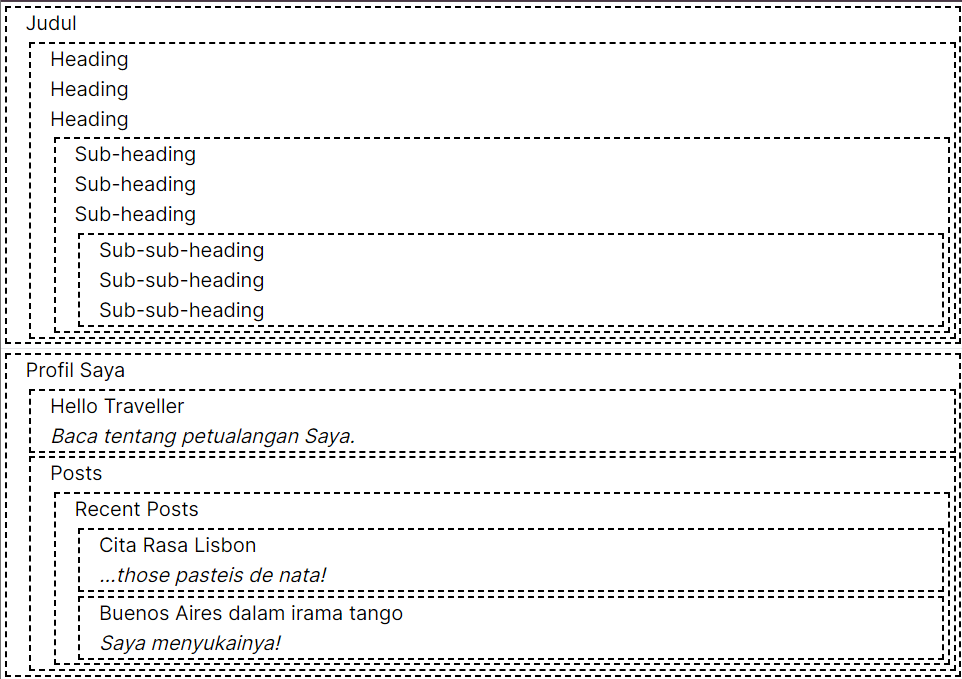 Judul
Heading
Heading
Heading
Sub-heading
Sub-heading
Sub-heading
Sub-sub-heading
Sub-sub-heading
Sub-sub-heading
Profil Saya
Hello Traveller
Baca tentang petualangan Saya.
Posts
Recent Posts
Cita Rasa Lisbon
...those pasteis de nata!
Buenos Aires dalam irama tango
Saya menyukainya!